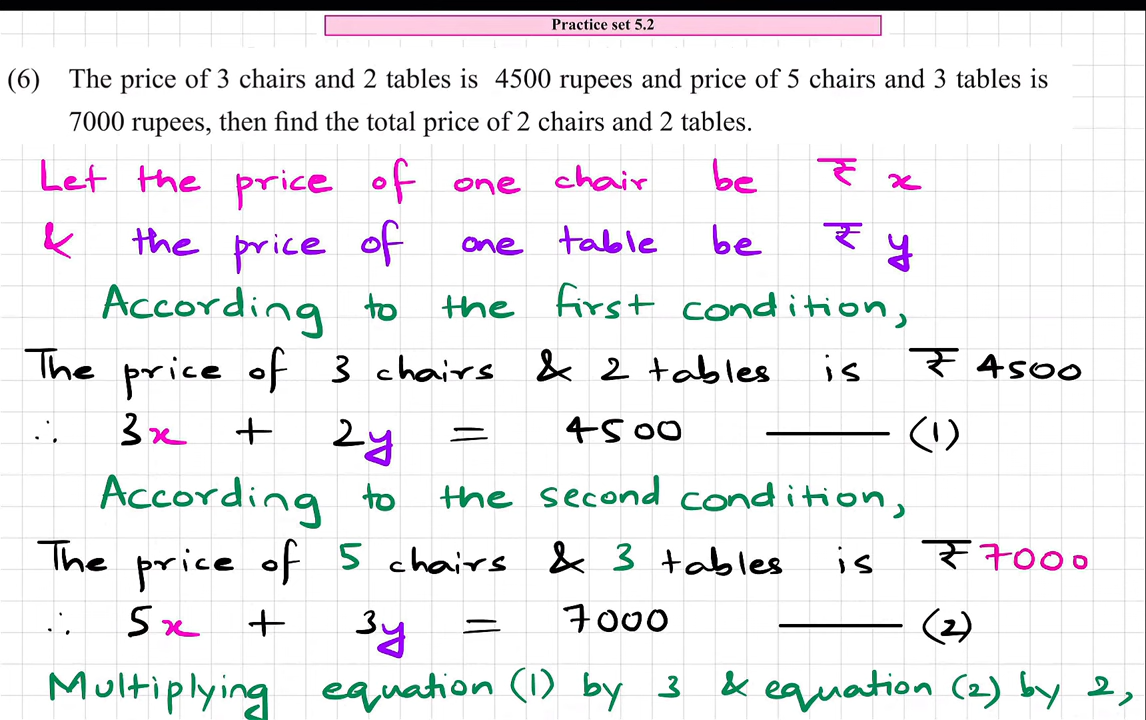 Practice set 5.2
(6) The price of 3 chairs and 2 tables is 4500 rupees and price of 5 chairs and 3 tables is
7000 rupees, then find the total price of 2 chairs and 2 tables.
Let the price of one chair be ₹ x
& the price of one table be ₹ y
According to the first condition,
The price of 3 chairs & 2 tables is ₹ 4500
∴ 3x + 2y = 4500 —— (1)
According to the second condition,
The price of 5 chairs & 3 tables is ₹ 7000
∴ 5x + 3y = 7000 —— (2)
Multiplying equation (1) by 3 & equation (2) by 2,